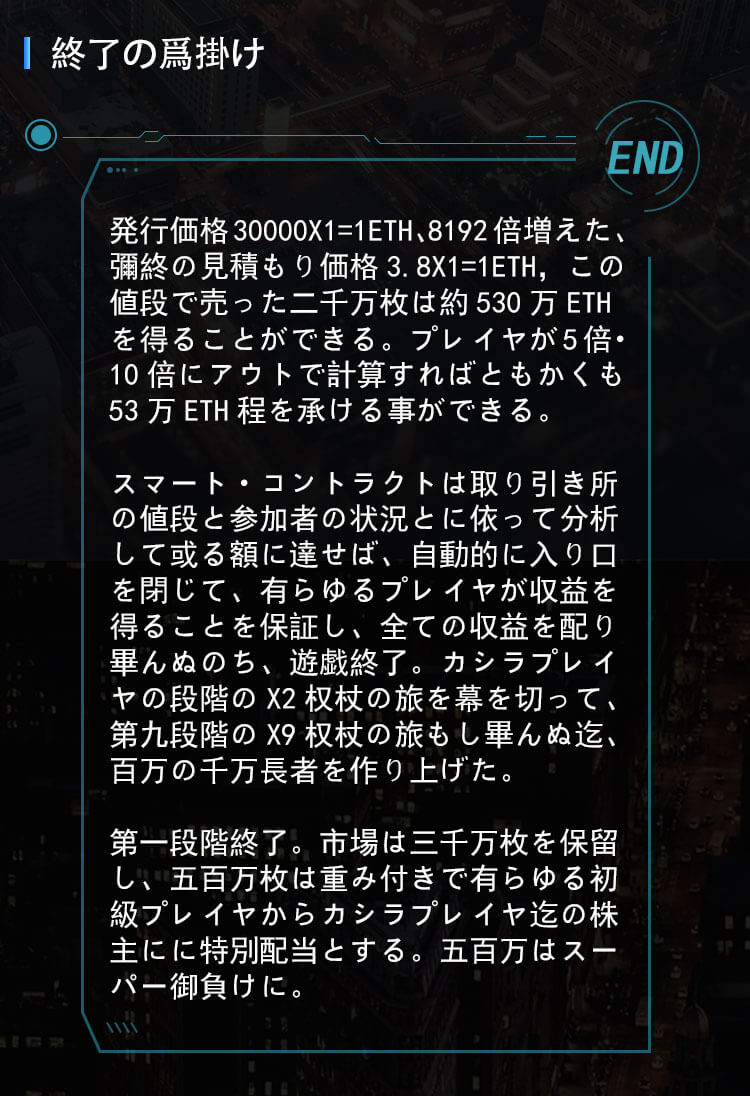 終了の爲掛け
END
発行価格30000X1=1ETH、8192倍増えた、
彌終の見積もり価格3.8X1=1ETH，この
値段で売った二千万枚は約530万ETH
を得ることができる。プレイヤが5倍・
10倍にアウトで計算すればともかくも
53万ETH程を承ける事ができる。
スマート・コントラクトは取り引き所
の値段と参加者の状況とに依って分析
して或る額に達せば、自動的に入り口
を閉じて、有らゆるプレイヤが収益を
得ることを保証し、全ての収益を配り
畢んぬのち、遊戯終了。カシラプレイ
ヤの段階のX2权杖の旅を幕を切って、
第九段階のX9权杖の旅もし畢んぬ迄、
百万の千万長者を作り上げた。
第一段階終了。市場は三千万枚を保留
し、五百万枚は重み付きで有らゆる初
級プレイヤからカシラプレイヤ迄の株
主にに特別配当とする。五百万はスー
パー御負けに。